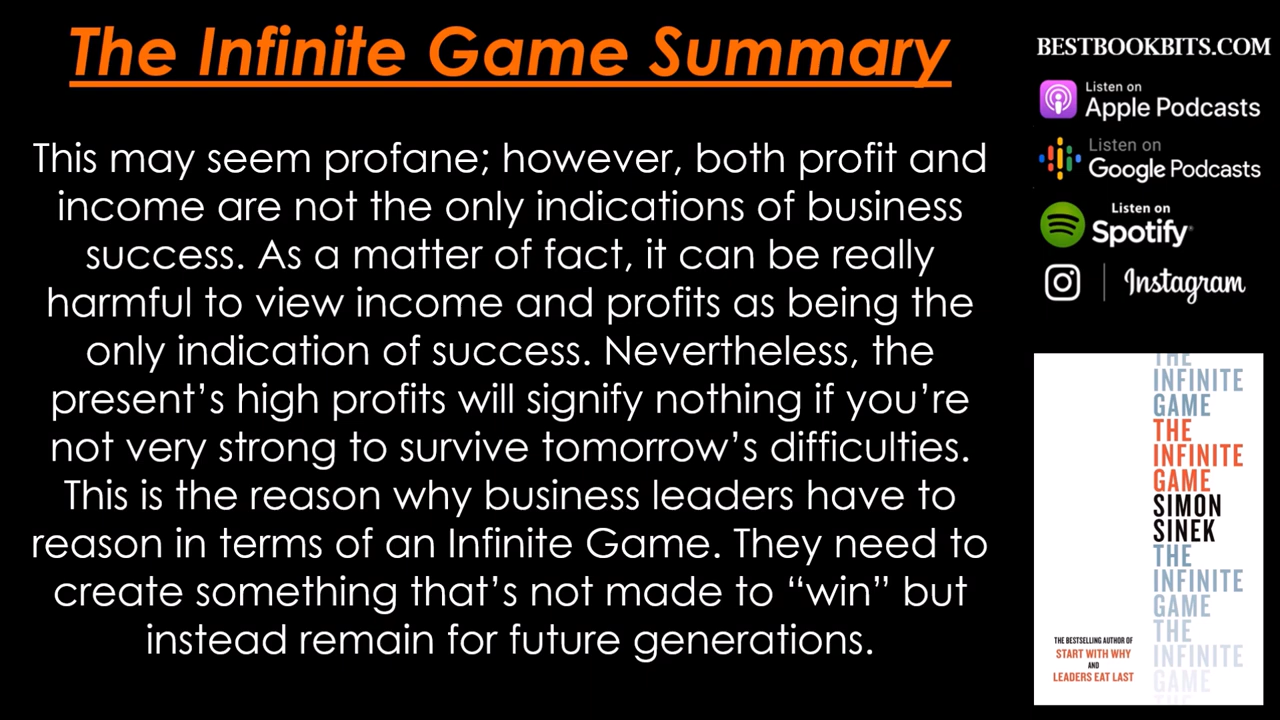 The Infinite Game Summary
This may seem profane; however, both profit and
income are not the only indications of business
success. As a matter of fact, it can be really
harmful to view income and profits as being the
only indication of success. Nevertheless, the
present’s high profits will signify nothing if you’re
not very strong to survive tomorrow’s difficulties.
This is the reason why business leaders have to
reason in terms of an Infinite Game. They need to
create something that’s not made to “win” but
instead remain for future generations.
BESTBOOKBITS.COM
Listen on
Apple Podcasts
Listen on
Google Podcasts
Listen on
Spotify
Instagram
THE
INFINITE
GAME
THE
INFINITE
GAME
SIMON
SINEK
THE
INFINITE
GAME
THE
INFINITE
GAME
THE
THE BESTSELLING AUTHOR OF
START WITH WHY
AND
LEADERS EAT LAST